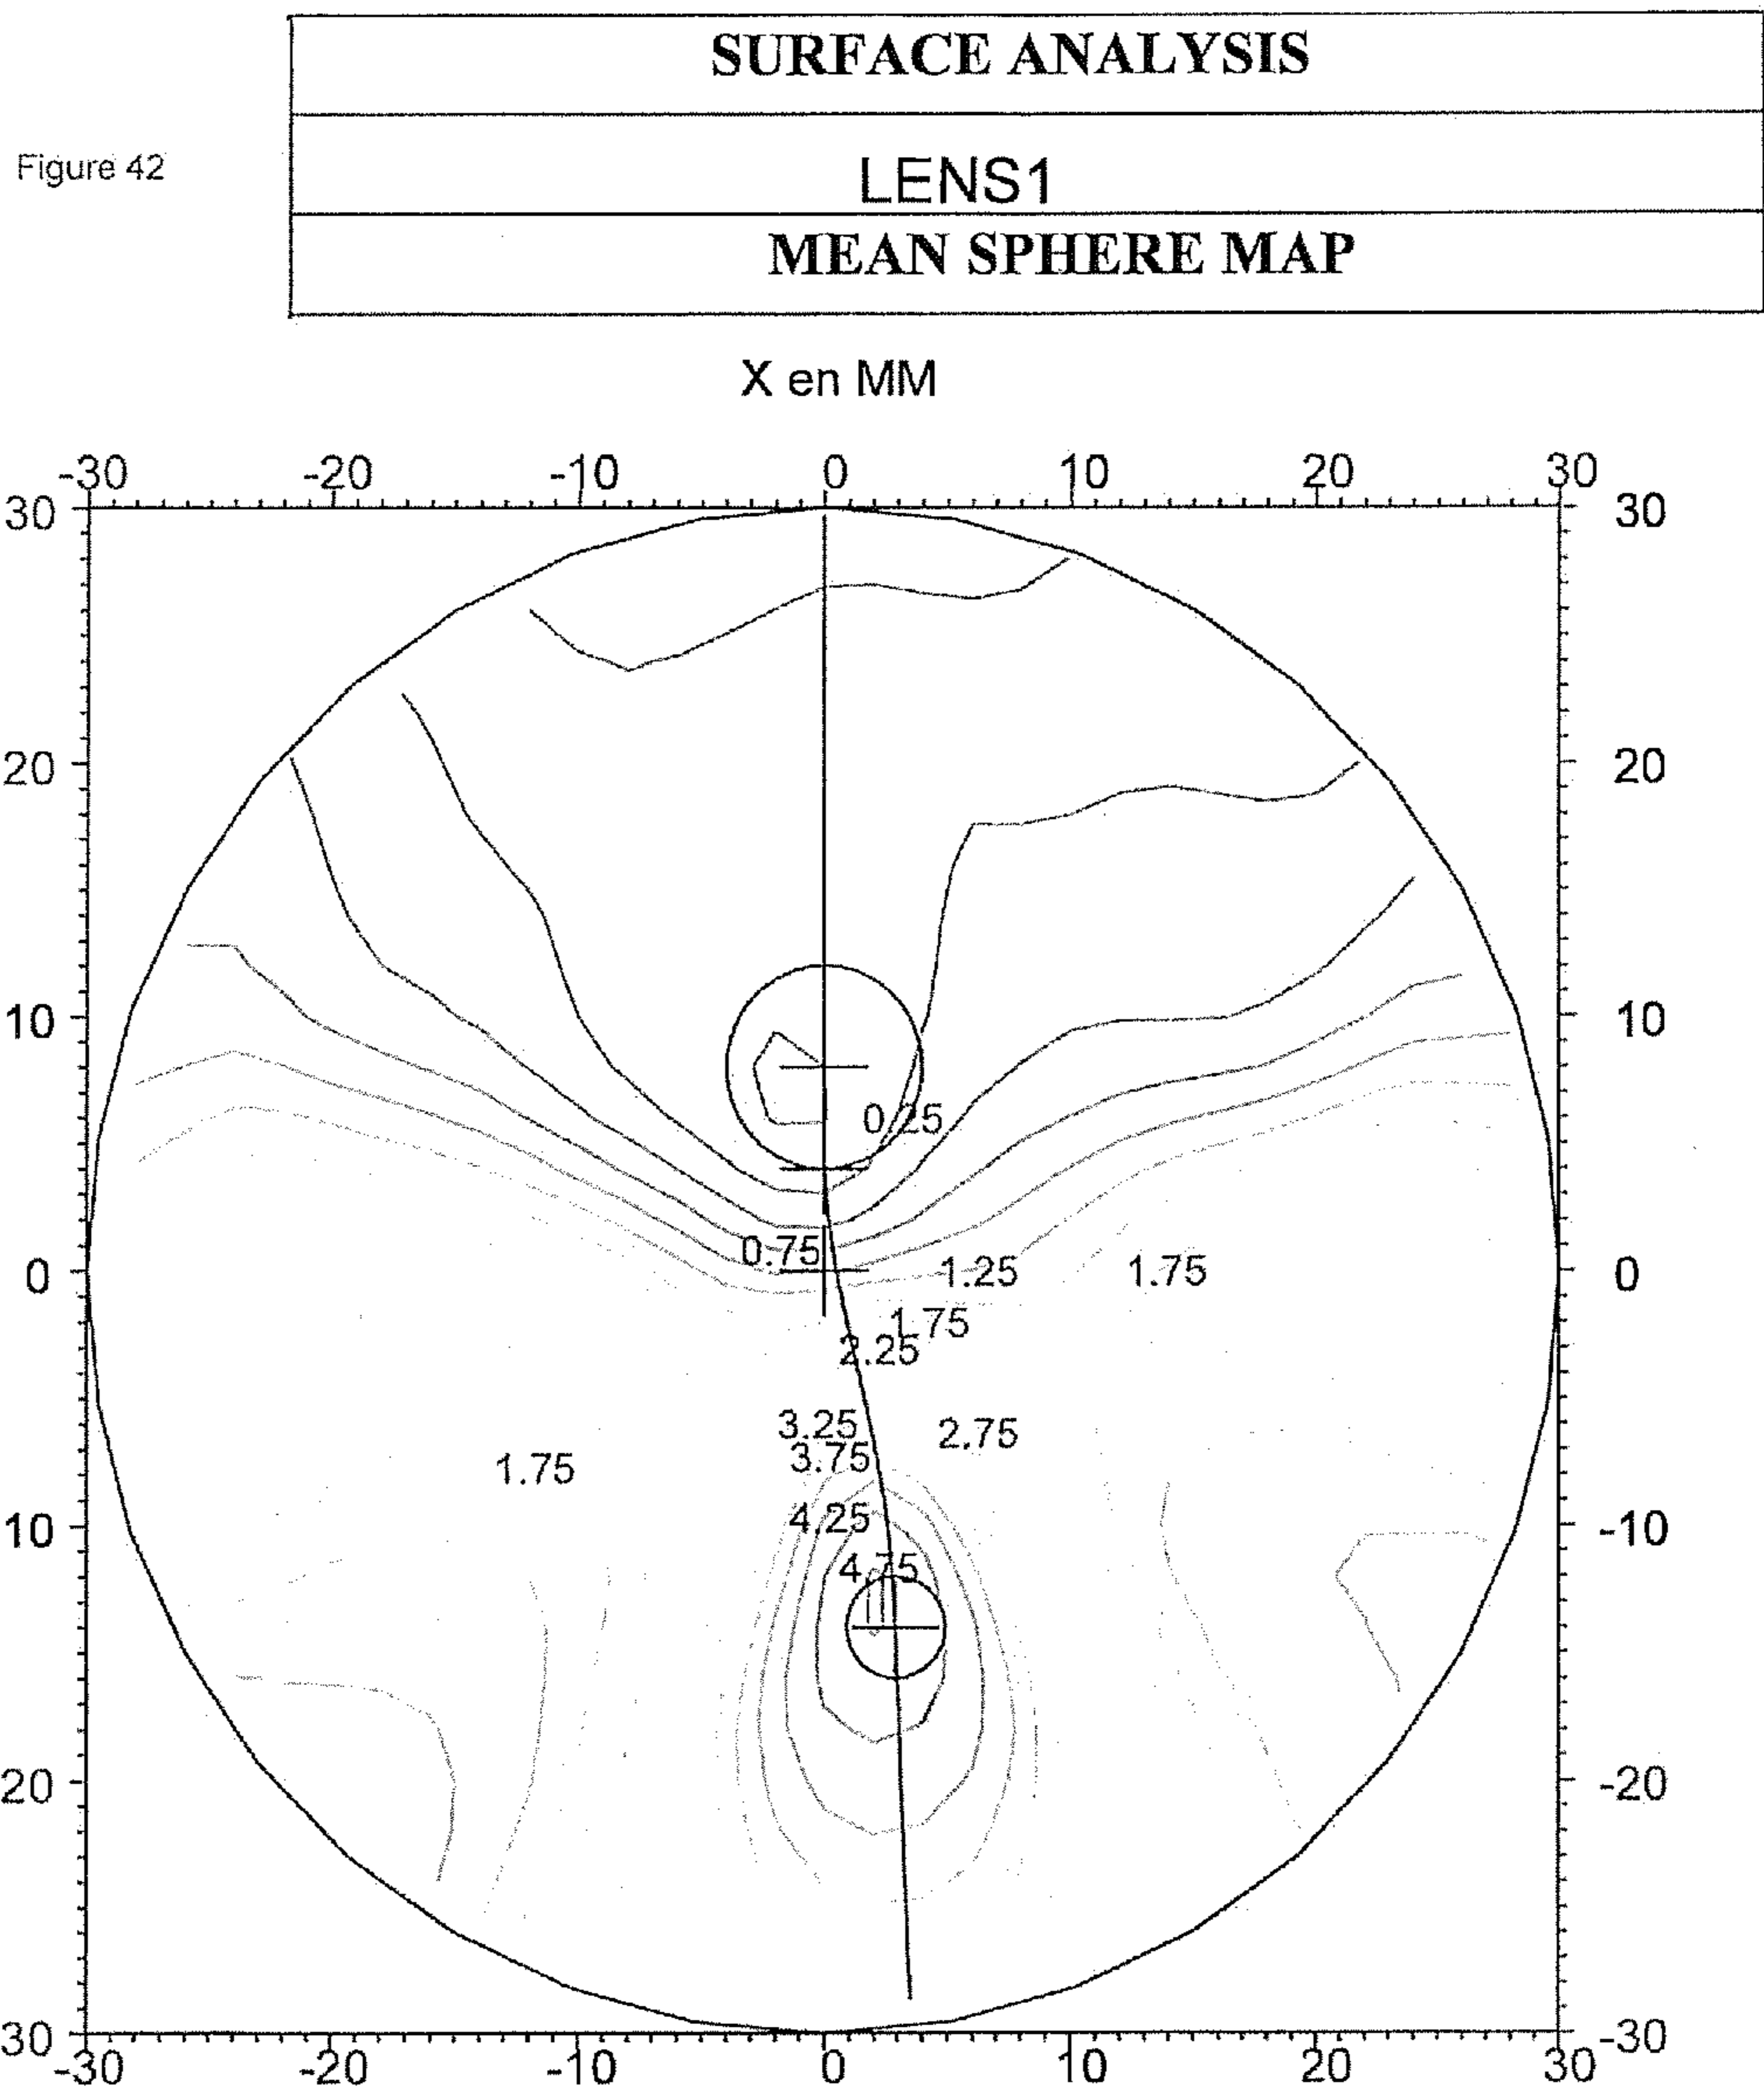 SURFACE ANALYSIS
Figure 42
LENS1
MEAN SPHERE MAP
X en MM
-30 -20 -10 0 10 20 30
30 30
20 20
10 10
0.25
0.75
0 1.25 1.75 0
1.75
2.25
3.25 2.75
3.75
1.75
4.25
10 -10
4.75
20 -20
30 -30
-30 -20 -10 0 10 20 30